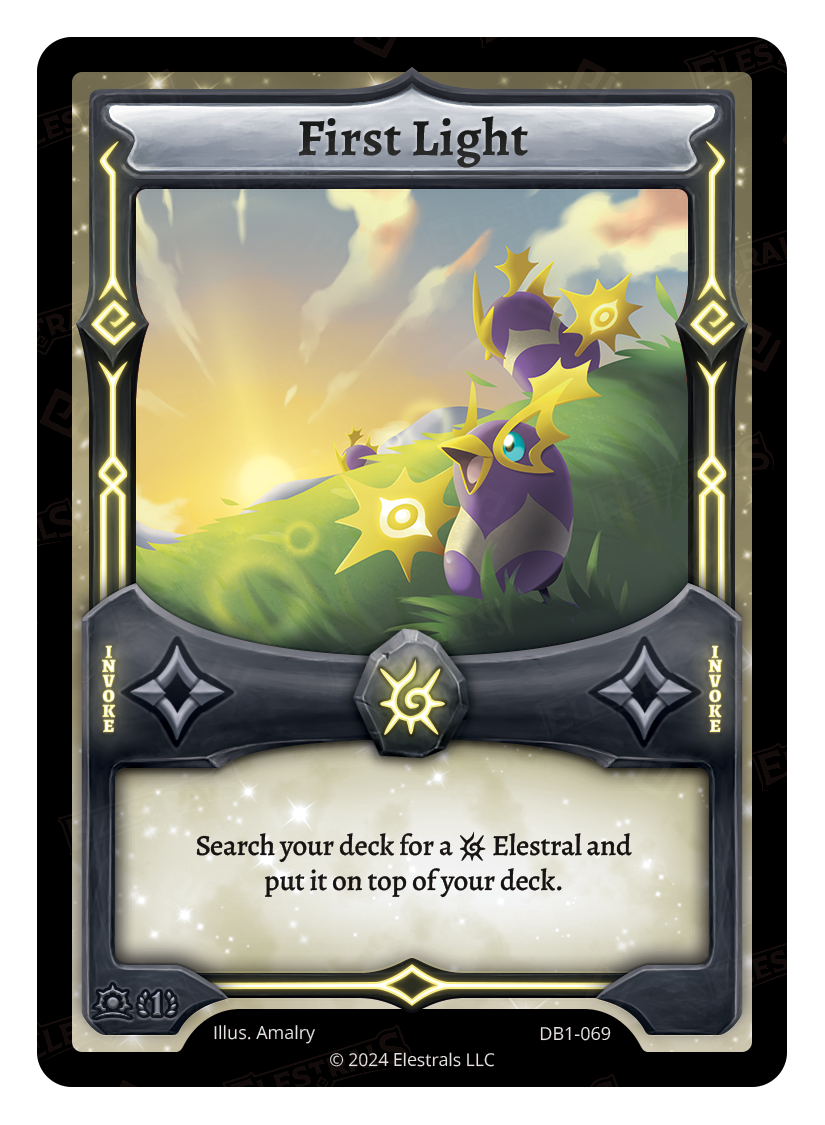 First Light
INVOKE
INVOKE
Search your deck for a Elestral and
put it on top of your deck.
1
Illus. Amalry
DB1-069
© 2024 Elestrals LLC